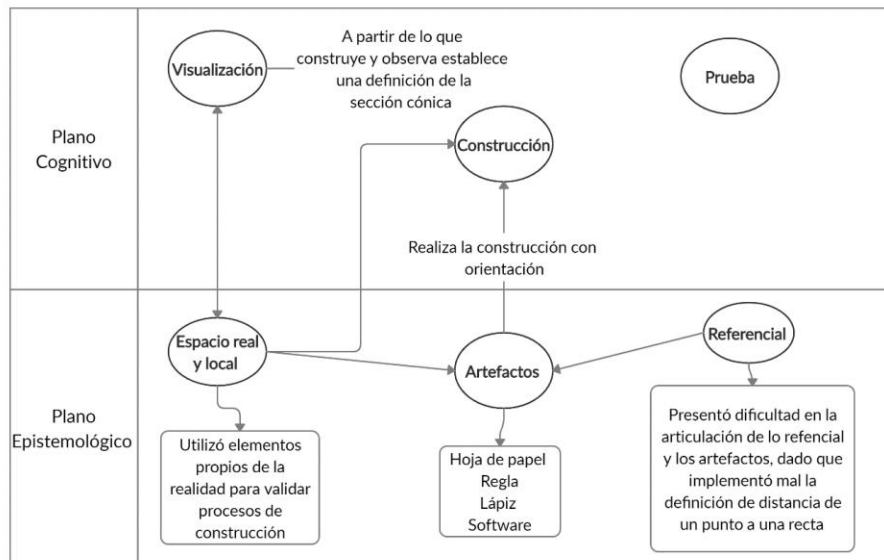 Plano
Cognitivo
Visualización
A partir de lo que
construye y observa establece
una definición de la
sección cónica
Prueba
Construcción
Realiza la construcción con
orientación
Plano
Epistemológico
Espacio real
y local
Artefactos
Referencial
Utilizó elementos
propios de la
realidad para validar
procesos de
construcción
Hoja de papel
Regla
Lápiz
Software
Presentó dificultad en la
articulación de lo refencial
y los artefactos, dado que
implementó mal la
definición de distancia de
un punto a una recta